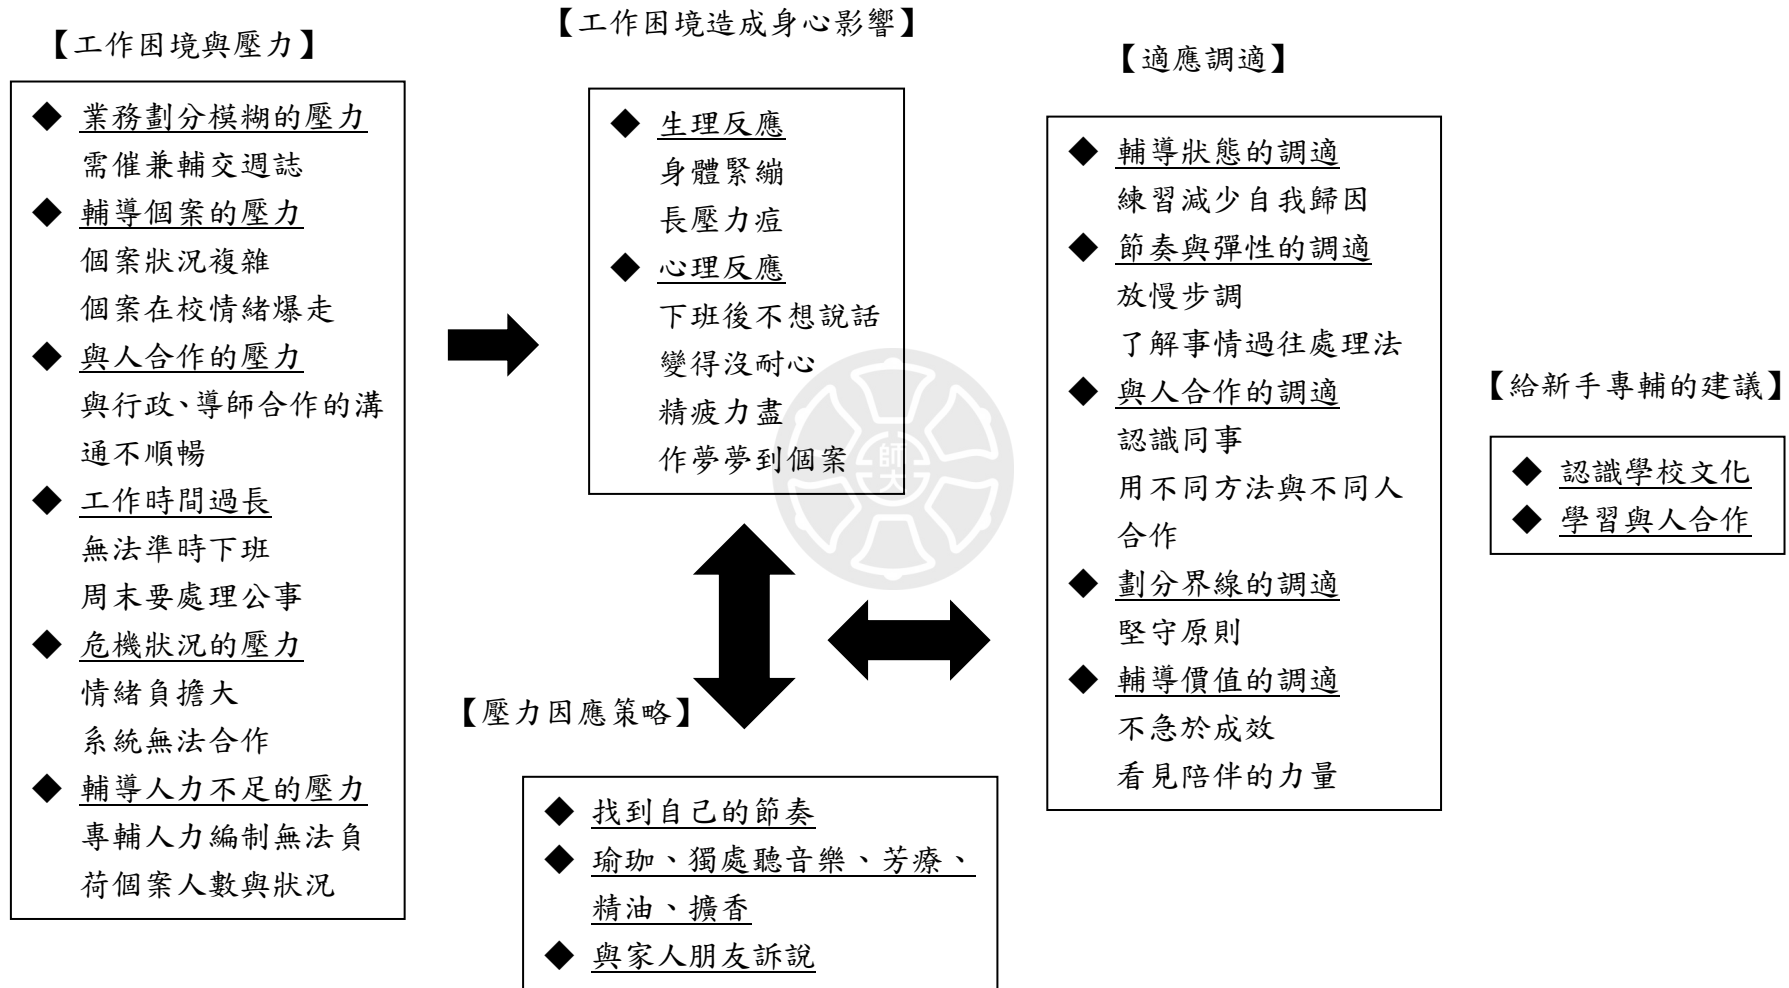 【工作困境與壓力】
◆ 業務劃分模糊的壓力
需催兼輔交週誌
◆ 輔導個案的壓力
個案狀況複雜
個案在校情緒爆走
◆ 與人合作的壓力
與行政、導師合作的溝
通不順暢
◆ 工作時間過長
無法準時下班
周末要處理公事
◆ 危機狀況的壓力
情緒負擔大
系統無法合作
◆ 輔導人力不足的壓力
專輔人力編制無法負
荷個案人數與狀況
【工作困境造成身心影響】
◆ 生理反應
身體緊繃
長壓力痘
◆ 心理反應
下班後不想說話
變得沒耐心
精疲力盡
作夢夢到個案
師大
【壓力因應策略】
◆ 找到自己的節奏
◆ 瑜珈、獨處聽音樂、芳療、
精油、擴香
◆ 與家人朋友訴說
【適應調適】
◆ 輔導狀態的調適
練習減少自我歸因
◆ 節奏與彈性的調適
放慢步調
了解事情過往處理法
◆ 與人合作的調適
認識同事
用不同方法與不同人
合作
◆ 劃分界線的調適
堅守原則
◆ 輔導價值的調適
不急於成效
看見陪伴的力量
【給新手專輔的建議】
◆ 認識學校文化
◆ 學習與人合作